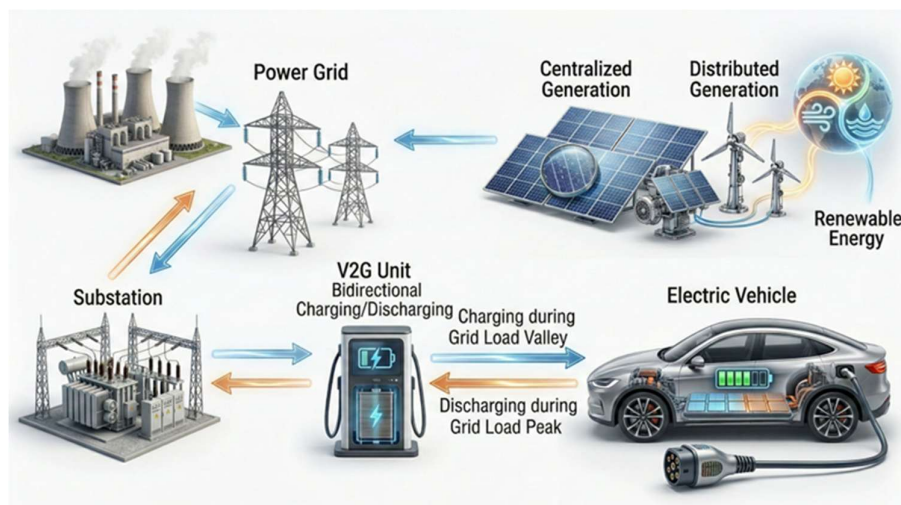 Power Grid
Centralized
Generation
Distributed
Generation
Renewable
Energy
Substation
V2G Unit
Bidirectional
Charging/Discharging
Charging during
Grid Load Valley
Discharging during
Grid Load Peak
Electric Vehicle